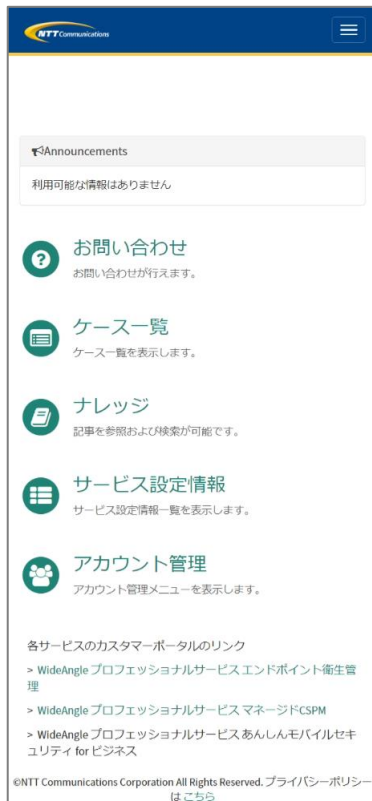 NTT Communications
Announcements
利用可能な情報はありません
お問い合わせ
お問い合わせが行えます。
ケース一覧
ケース一覧を表示します。
ナレッジ
記事を参照および検索が可能です。
サービス設定情報
サービス設定情報一覧を表示します。
アカウント管理
アカウント管理メニューを表示します。
各サービスのカスタマーポータルのリンク
> WideAngle プロフェッショナルサービス エンドポイント衛生管
理
> WideAngle プロフェッショナルサービス マネージドCSPM
> WideAngle プロフェッショナルサービス あんしんモバイルセキ
ュリティ for ビジネス
©NTT Communications Corporation All Rights Reserved. プライバシーポリシー
は こちら